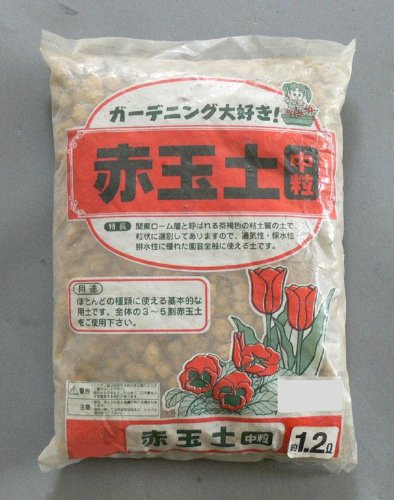 ガーデニング大好き!
赤玉土 中粒
特長 関東ローム層と呼ばれる茶褐色の粘土質の土で、
粒状に選別してありますので、通気性・保水性
排水性に優れた園芸全般に使える土です。
用途
ほとんどの種類に使える基本的な
用土です。全体の3～5割赤玉土
をご使用下さい。
警告
注意
赤玉土 中粒
約1.2ℓ